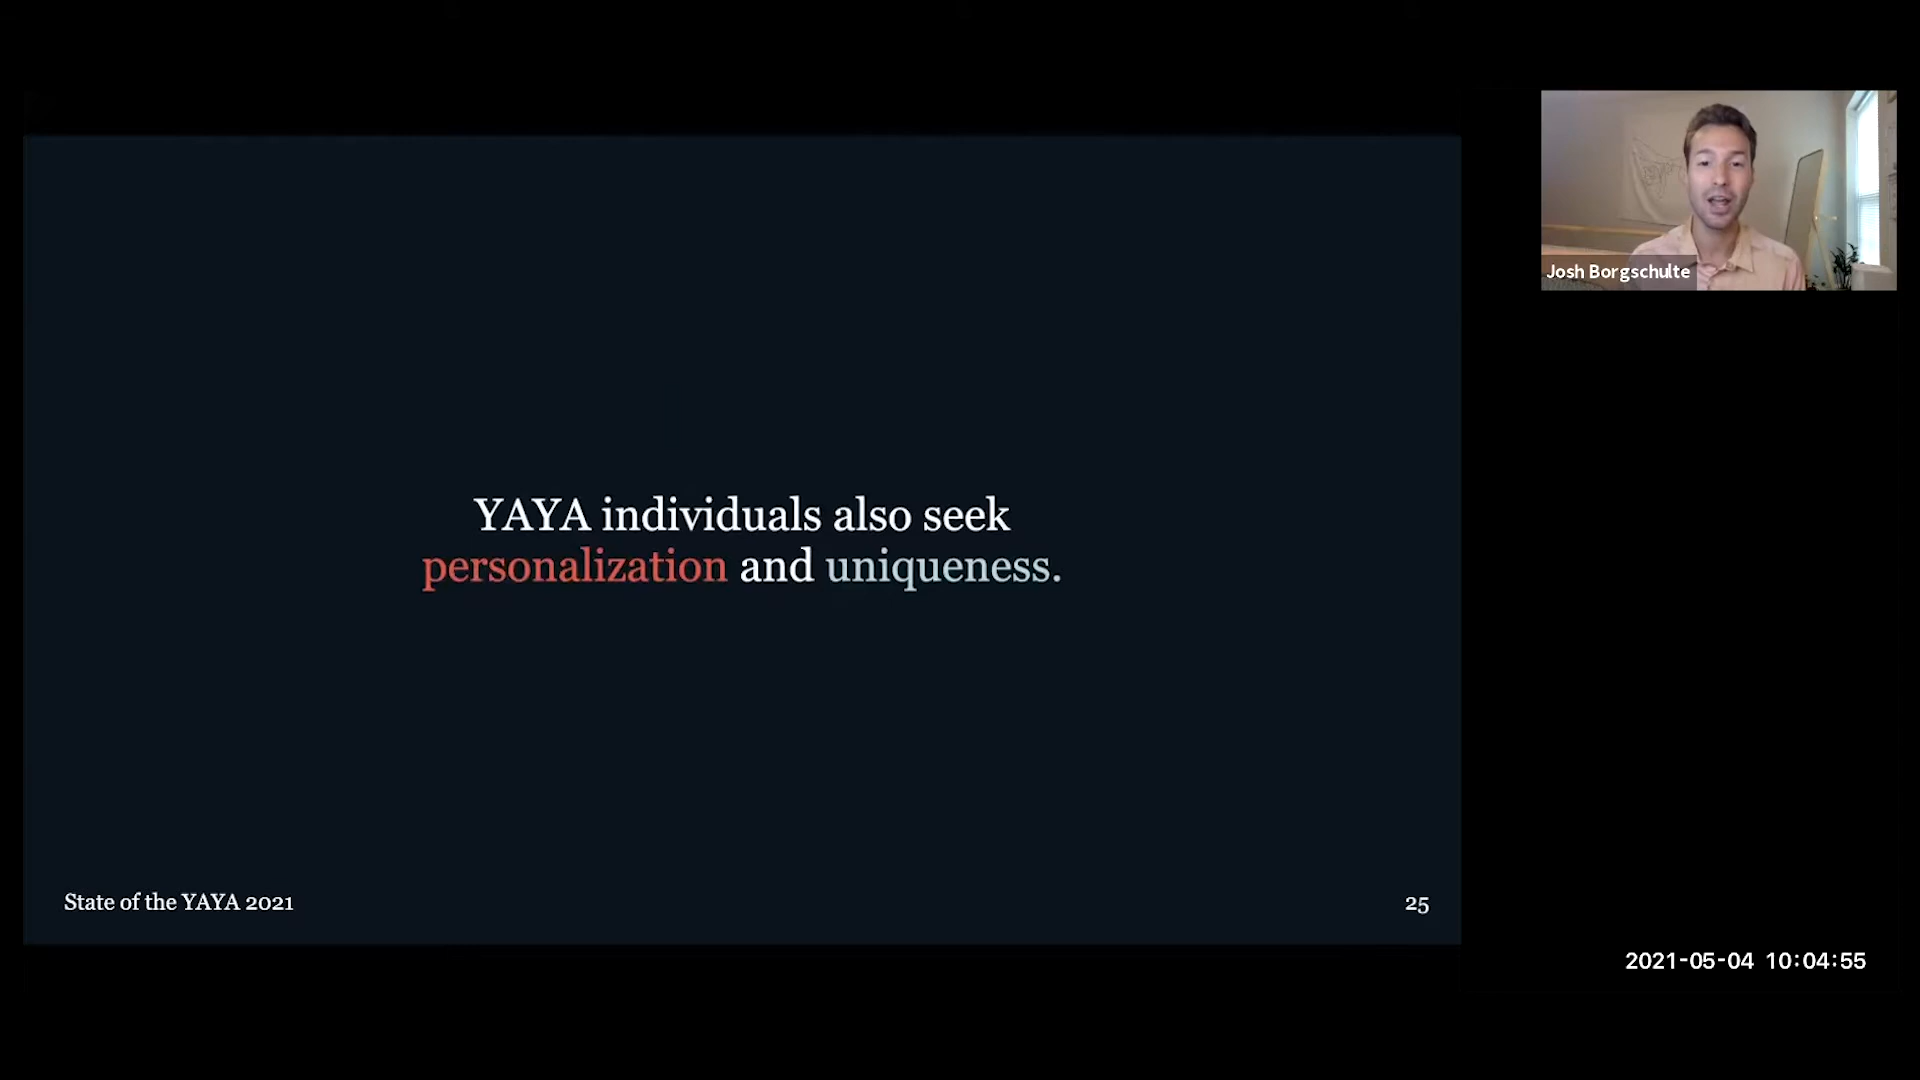 Josh Borgschulte
YAYA individuals also seek
personalization and uniqueness.
State of the YAYA 2021
25
2021-05-04 10:04:55